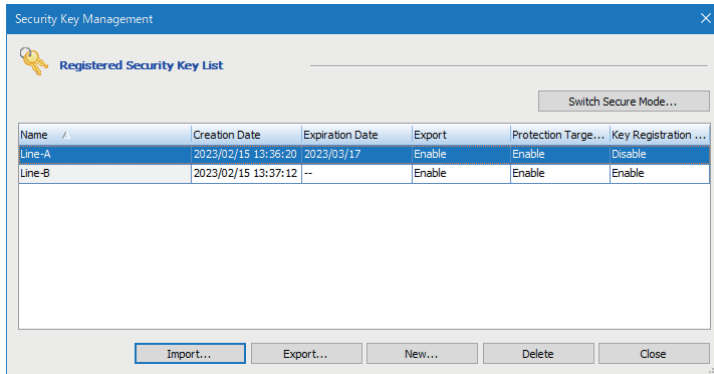 Security Key Management
Registered Security Key List
Switch Secure Mode...
Name Creation Date Expiration Date Export Protection Targe... Key Registration ...
Line-A 2023/02/15 13:36:20 2023/03/17 Enable Enable Disable
Line-B 2023/02/15 13:37:12 -- Enable Enable Enable
Import... Export... New... Delete Close